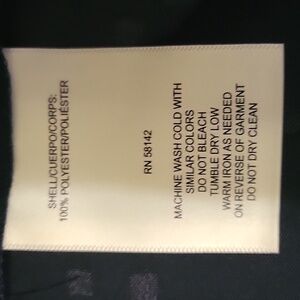 SHELL/CUERPO/CORPS:
100% POLYESTER/POLIÉSTER
RN 58142
MACHINE WASH COLD WITH
SIMILAR COLORS
DO NOT BLEACH
TUMBLE DRY LOW
WARM IRON AS NEEDED
ON REVERSE OF GARMENT
DO NOT DRY CLEAN